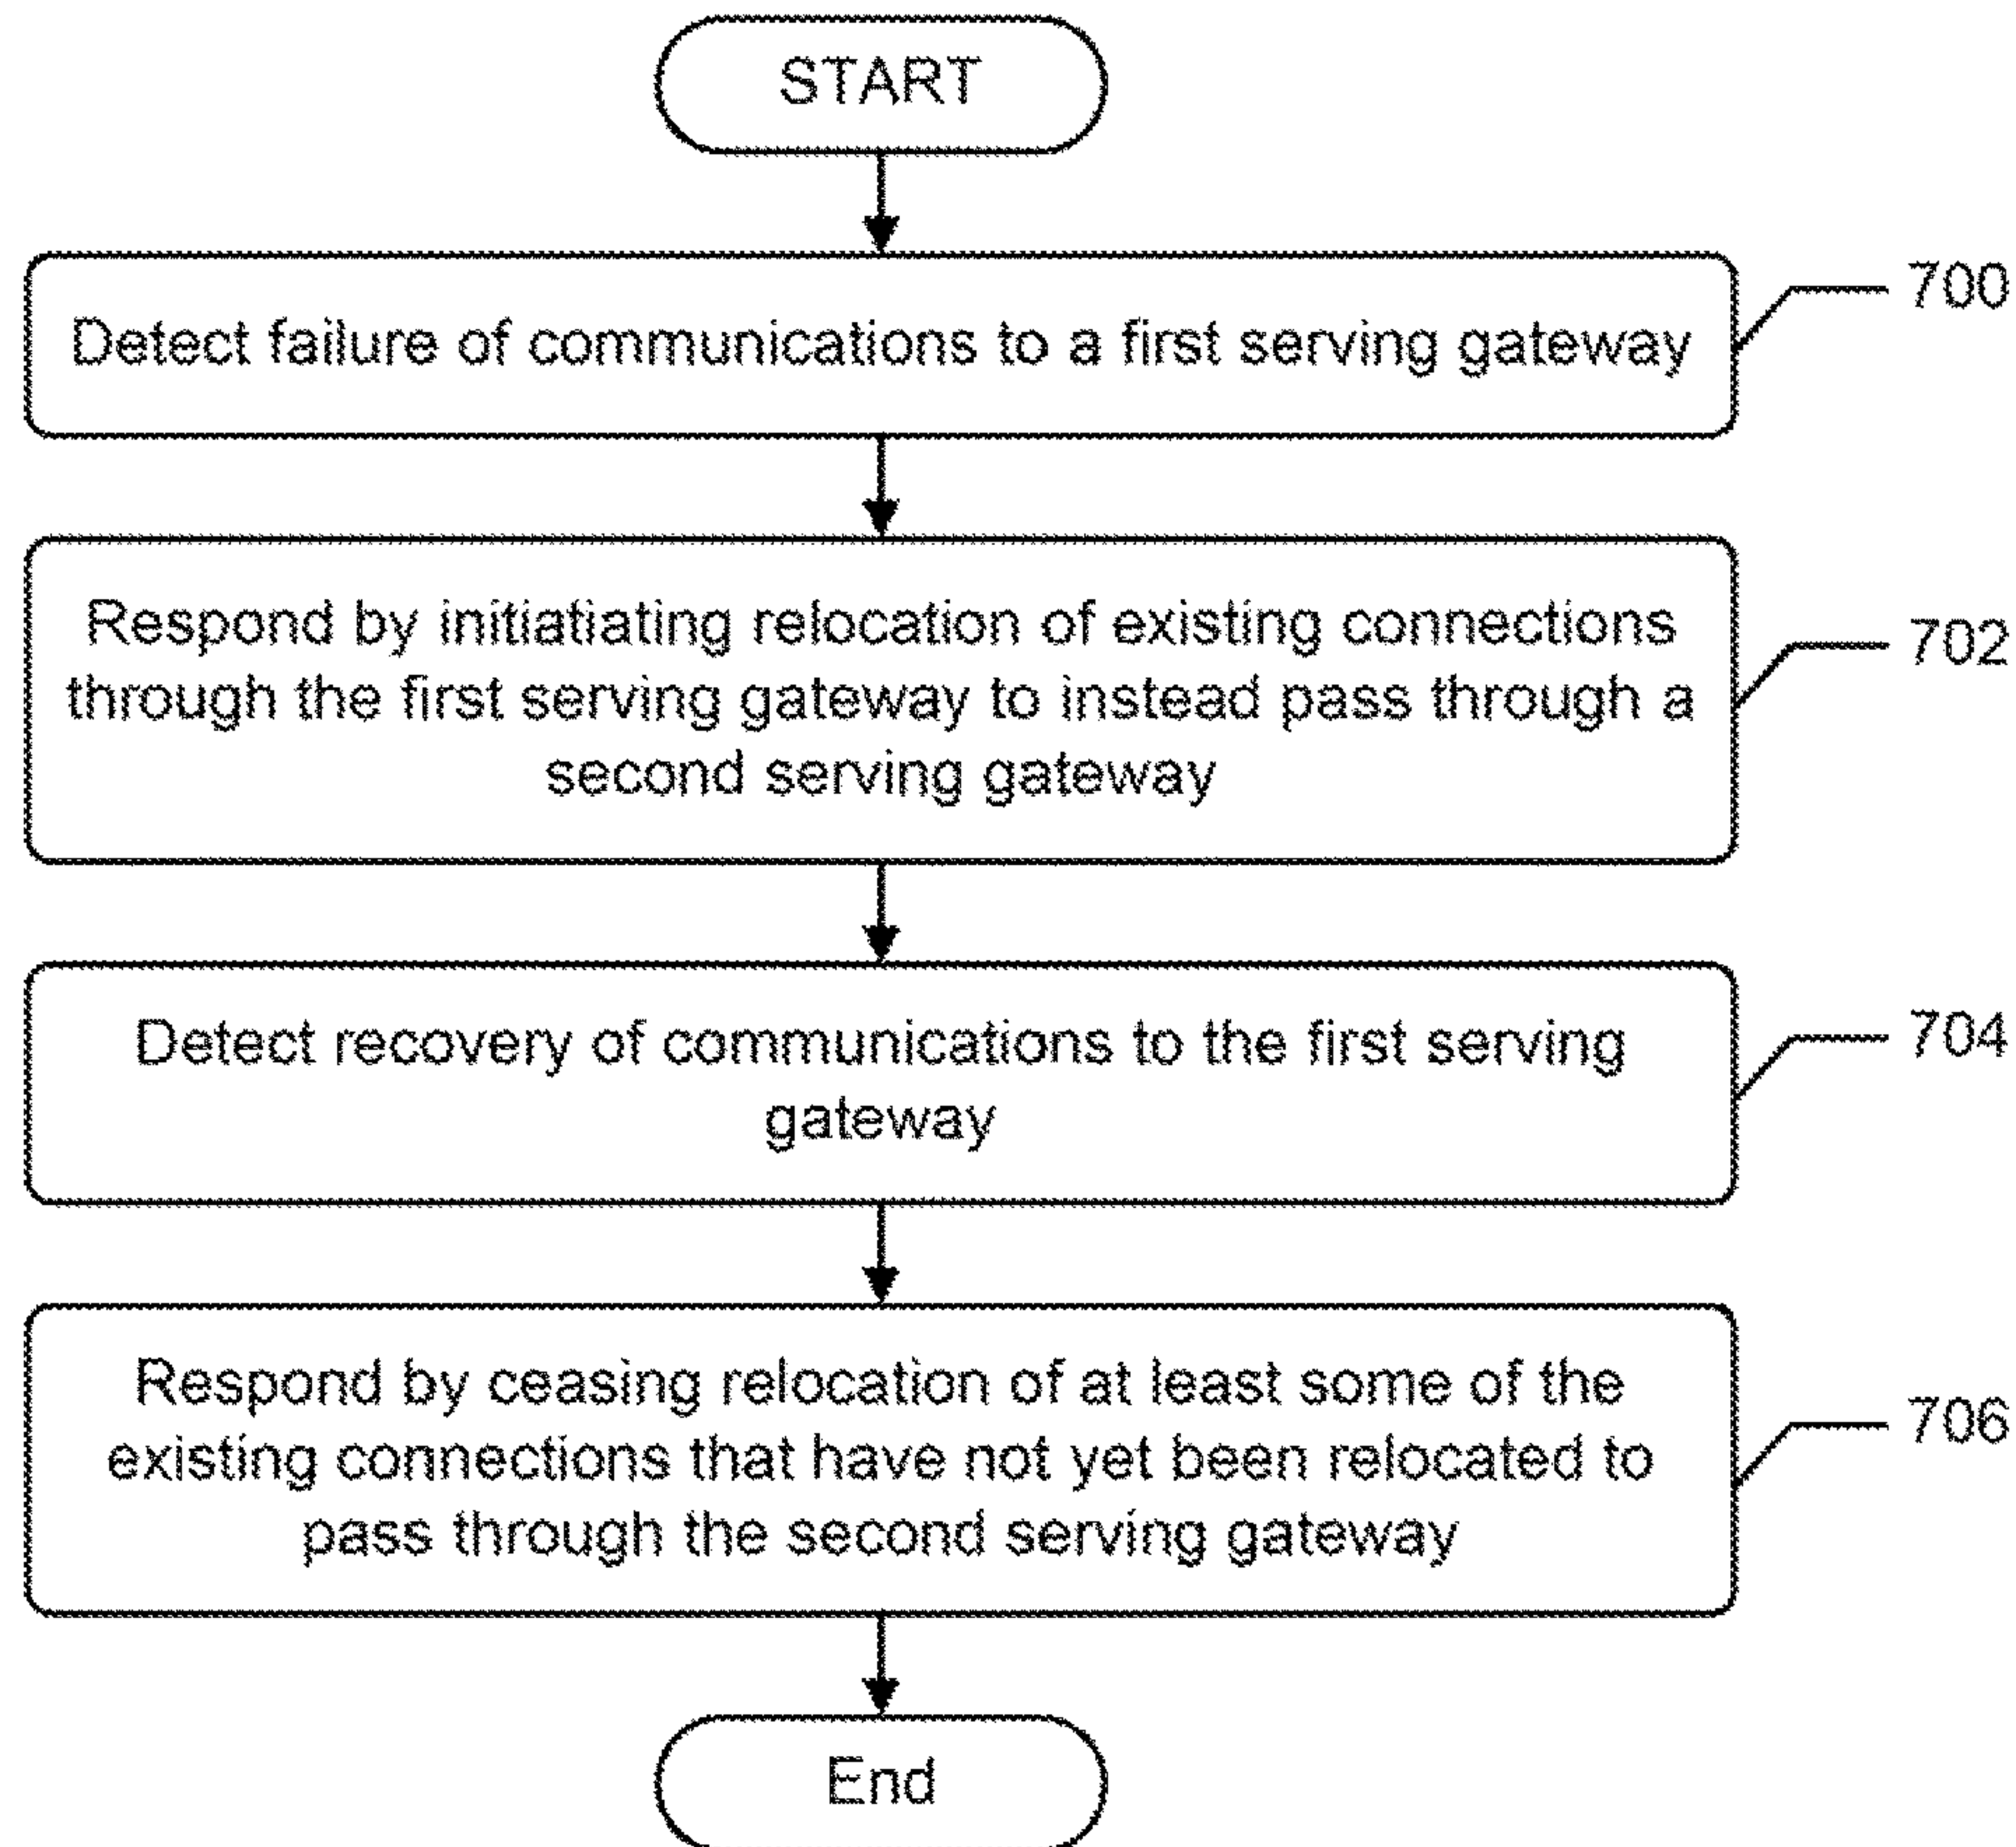 START
Detect failure of communications to a first serving gateway
700
Respond by initiatiating relocation of existing connections
through the first serving gateway to instead pass through a
second serving gateway
702
Detect recovery of communications to the first serving
gateway
704
Respond by ceasing relocation of at least some of the
existing connections that have not yet been relocated to
pass through the second serving gateway
706
End